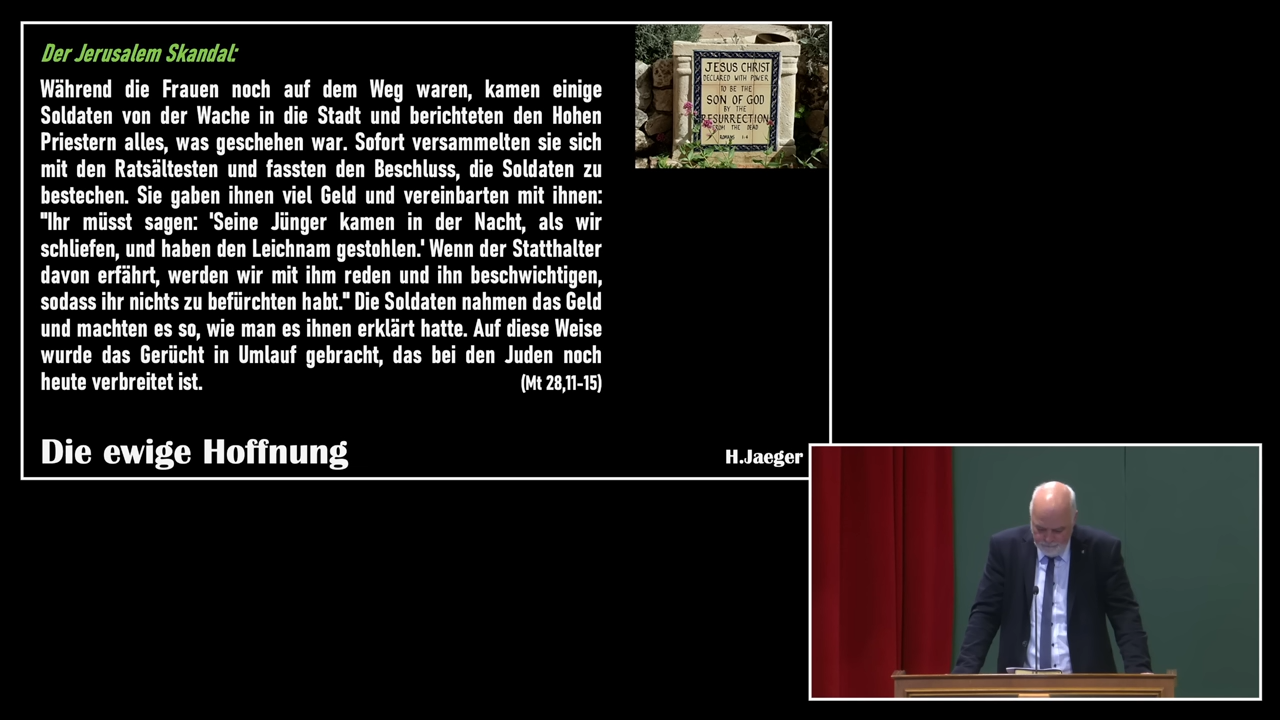 Der Jerusalem Skandal:
Während die Frauen noch auf dem Weg waren, kamen einige
Soldaten von der Wache in die Stadt und berichteten den Hohen
Priestern alles, was geschehen war. Sofort versammelten sie sich
mit den Ratsältesten und fassten den Beschluss, die Soldaten zu
bestechen. Sie gaben ihnen viel Geld und vereinbarten mit ihnen:
"Ihr müsst sagen: 'Seine Jünger kamen in der Nacht, als wir
schliefen, und haben den Leichnam gestohlen.' Wenn der Statthalter
davon erfährt, werden wir mit ihm reden und ihn beschwichtigen,
sodass ihr nichts zu befürchten habt." Die Soldaten nahmen das Geld
und machten es so, wie man es ihnen erklärt hatte. Auf diese Weise
wurde das Gerücht in Umlauf gebracht, das bei den Juden noch
heute verbreitet ist. (Mt 28,11-15)
JESUS CHRIST
DECLARED WITH POWER
TO BE THE
SON OF GOD
BY THE
RESURRECTION
FROM THE DEAD
ROMANS 1:4
Die ewige Hoffnung
H.Jaeger